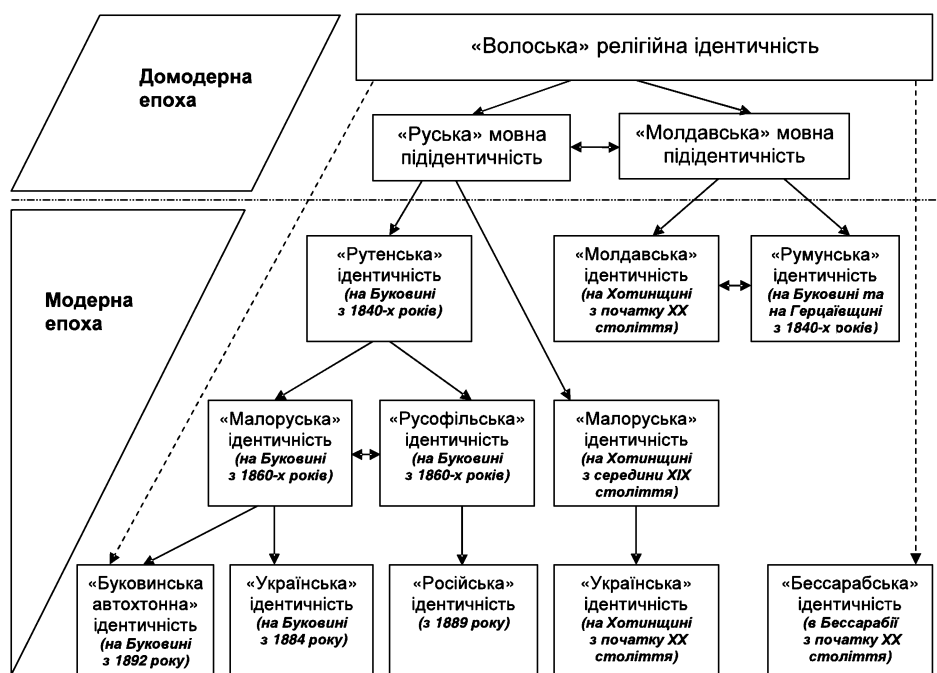 «Волоська» релігійна ідентичність
Домодерна
епоха
«Руська» мовна
підідентичність
«Молдавська» мовна
підідентичність
Модерна
епоха
«Рутенська»
ідентичність
(на Буковині
з 1840-х років)
«Молдавська»
ідентичність
(на Хотинщині
з початку XX
століття)
«Румунська»
ідентичність
(на Буковині та
на Герцаївщині
з 1840-х років)
«Малоруська»
ідентичність
(на Буковині
з 1860-х років)
«Русофільська»
ідентичність
(на Буковині
з 1860-х років)
«Малоруська»
ідентичність
(на Хотинщині
з середини XIX
століття)
«Буковинська
автохтонна»
ідентичність
(на Буковині
з 1892 року)
«Українська»
ідентичність
(на Буковині
з 1884 року)
«Російська»
ідентичність
(з 1889 року)
«Українська»
ідентичність
(на Хотинщині
з початку XX
століття)
«Бессарабська»
ідентичність
(в Бессарабії
з початку XX
століття)